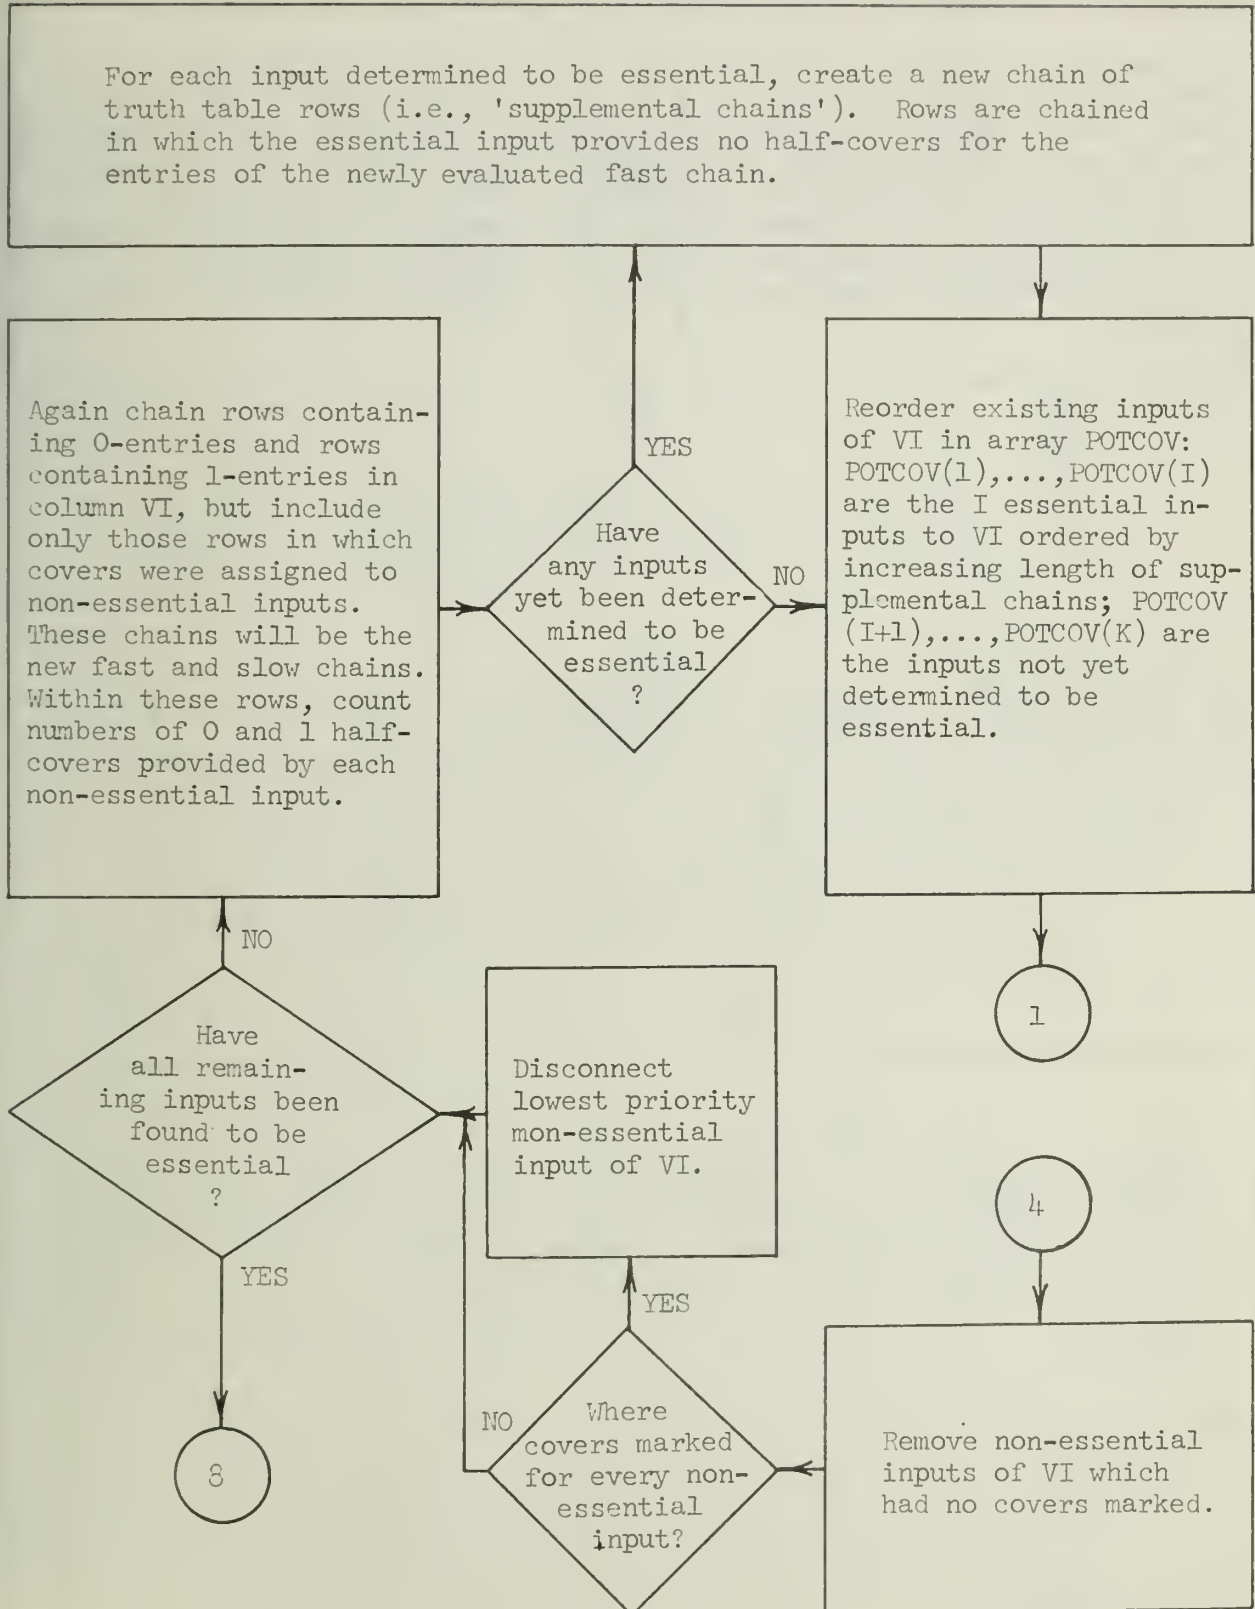 For each input determined to be essential, create a new chain of
truth table rows (i.e., 'supplemental chains'). Rows are chained
in which the essential input provides no half-covers for the
entries of the newly evaluated fast chain.
Again chain rows contain-
ing 0-entries and rows
containing 1-entries in
column VI, but include
only those rows in which
covers were assigned to
non-essential inputs.
These chains will be the
new fast and slow chains.
Within these rows, count
numbers of 0 and 1 half-
covers provided by each
non-essential input.
YES
Have
any inputs
yet been deter-
mined to be
essential
?
NO
Reorder existing inputs
of VI in array POTCOV:
POTCOV(1),...,POTCOV(I)
are the I essential in-
puts to VI ordered by
increasing length of sup-
plemental chains; POTCOV
(I+1),...,POTCOV(K) are
the inputs not yet
determined to be
essential.
1
NO
Have
all remain-
ing inputs been
found to be
essential
?
YES
8
Disconnect
lowest priority
mon-essential
input of VI.
4
YES
NO
Where
covers marked
for every non-
essential
input?
Remove non-essential
inputs of VI which
had no covers marked.